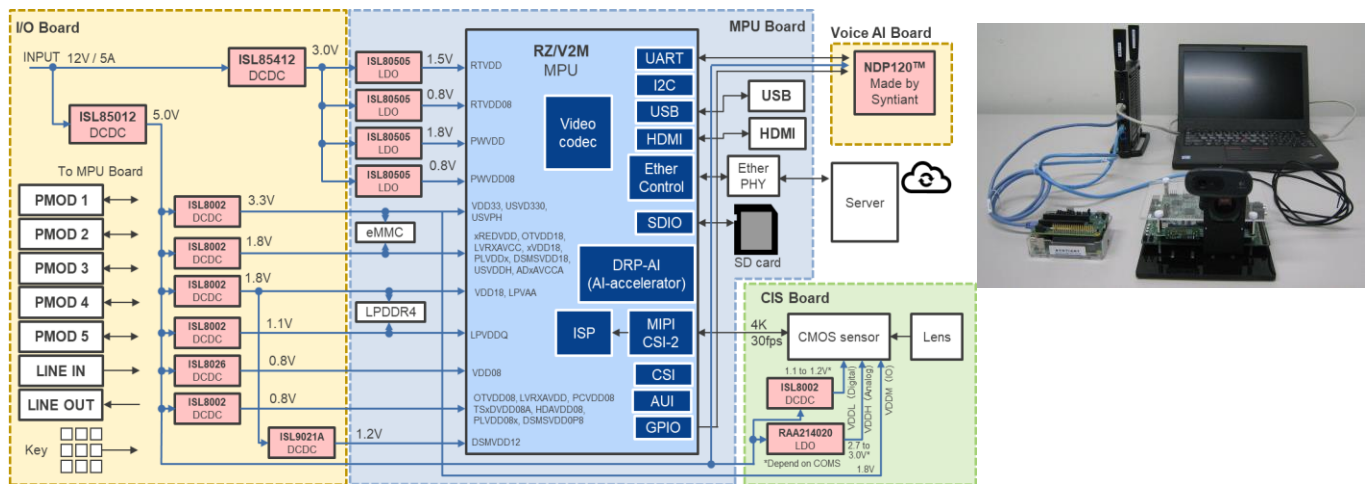 I/O Board
INPUT 12V / 5A
ISL85412
DCDC
3.0V
ISL85012
DCDC
5.0V
To MPU Board
PMOD 1
PMOD 2
PMOD 3
PMOD 4
PMOD 5
LINE IN
LINE OUT
Key
ISL8002
DCDC
3.3V
ISL8002
DCDC
1.8V
ISL8002
DCDC
1.8V
ISL8002
DCDC
1.1V
ISL8026
DCDC
0.8V
ISL8002
DCDC
0.8V
ISL9021A
DCDC
1.2V
MPU Board
ISL80505
LDO
1.5V
ISL80505
LDO
0.8V
ISL80505
LDO
1.8V
ISL80505
LDO
0.8V
eMMC
LPDDR4
RZ/V2M
MPU
RTVDD
RTVDD08
PWVDD
PWVDD08
VDD33, USVD330,
USVPH
xREDVDD, OTVDD18,
LVRXAVCC, xVDD18,
PLVDDx, DSMSVDD18,
USVDDH, ADxAVCCA
VDD18, LPVAA
LPVDDQ
VDD08
OTVDD08, LVRXAVDD, PCVDD08
TSxDVDD08A, HDAVDD08,
PLVDD08x, DSMSVDD0P8
DSMVDD12
Video
codec
UART
I2C
USB
HDMI
Ether
Control
SDIO
DRP-AI
(AI-accelerator)
ISP
MIPI
CSI-2
CSI
AUI
GPIO
USB
HDMI
Ether
PHY
SD card
Voice AI Board
NDP120™
Made by
Syntiant
Server
CIS Board
4K
30fps
CMOS sensor
Lens
1.1 to 1.2V*
ISL8002
DCDC
VDDL (Digital)
VDDH (Analog)
VDDM (IO)
RAA214020
LDO
2.7 to
3.0V*
*Depend on COMS
1.8V